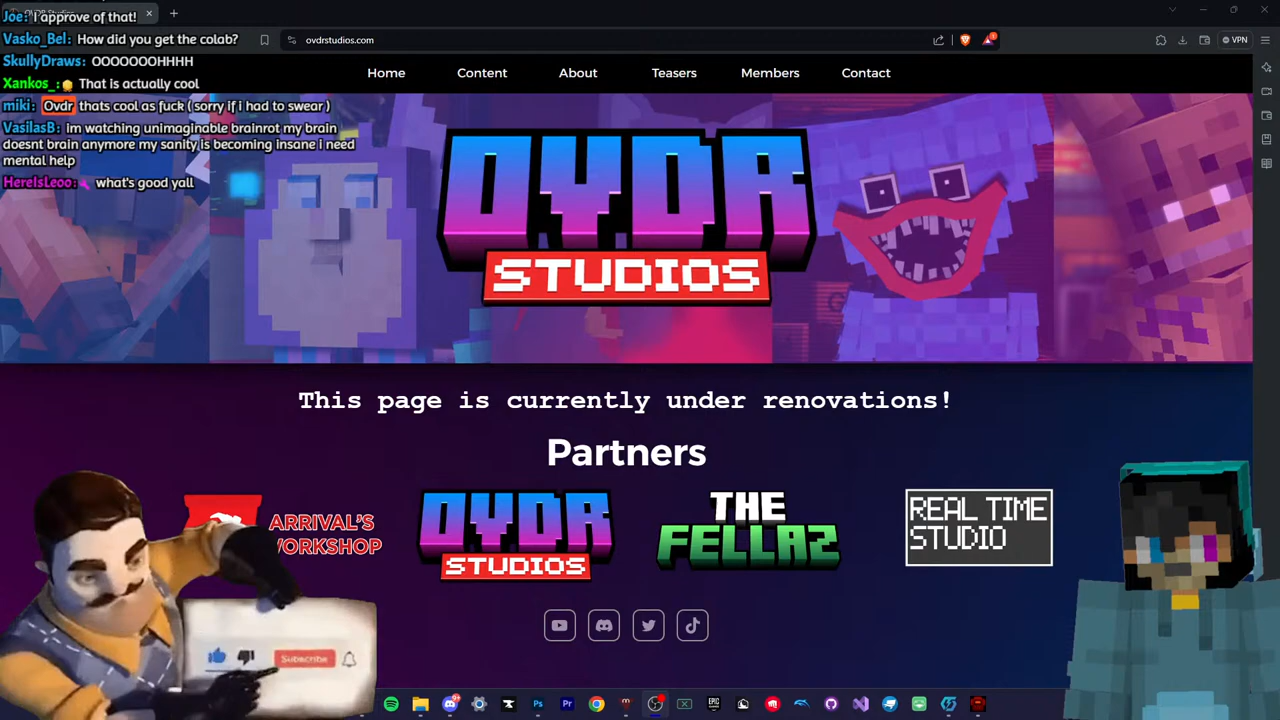 Joe: I approve of that!
Vasko_Bel: How did you get the colab?
SkullyDraws: OOOOOOOHHHH
Xankos_: That is actually cool
miki: Ovdr thats cool as fuck ( sorry if i had to swear )
VasilasB: im watching unimaginable brainrot my brain
doesnt brain anymore my sanity is becoming insane i need
mental help
HereIsLeoo: what's good yall
ovdrstudios.com
VPN
Home Content About Teasers Members Contact
OVDR
STUDIOS
This page is currently under renovations!
Partners
ARRIVAL'S
WORKSHOP
OVDR
STUDIOS
THE
FELLAZ
REAL TIME
STUDIO
Subscribe